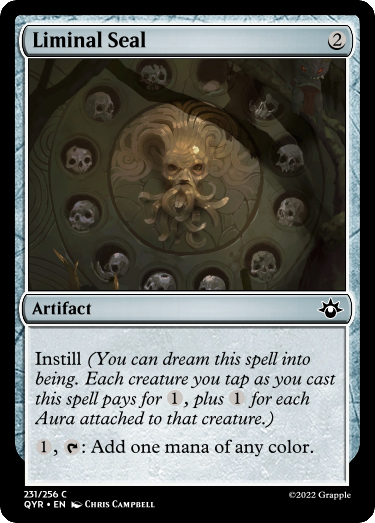 Liminal Seal 2
Artifact
Instill (You can dream this spell into
being. Each creature you tap as you cast
this spell pays for 1, plus 1 for each
Aura attached to that creature.)
1, : Add one mana of any color.
231/256 C
QYR • EN Chris Campbell
©2022 Grapple